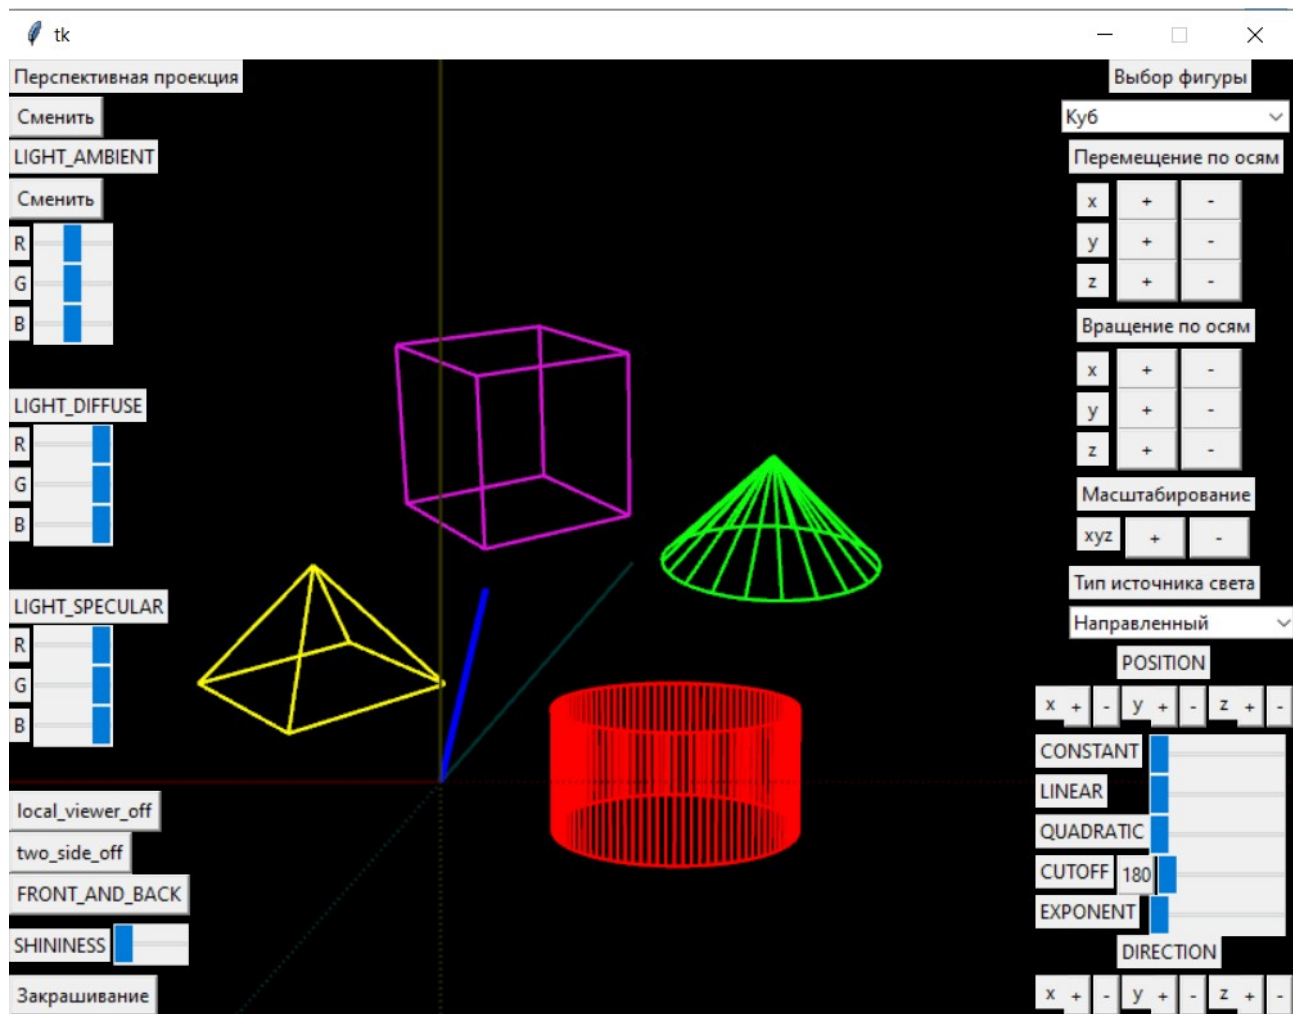 tk
Перспективная проекция
Сменить
LIGHT_AMBIENT
Сменить
R
G
B
LIGHT_DIFFUSE
R
G
B
LIGHT_SPECULAR
R
G
B
local_viewer_off
two_side_off
FRONT_AND_BACK
SHININESS
Закрашивание
Выбор фигуры
Куб
Перемещение по осям
x + -
y + -
z + -
Вращение по осям
x + -
y + -
z + -
Масштабирование
xyz + -
Тип источника света
Направленный
POSITION
x + - y + - z + -
CONSTANT
LINEAR
QUADRATIC
CUTOFF 180
EXPONENT
DIRECTION
x + - y + - z + -